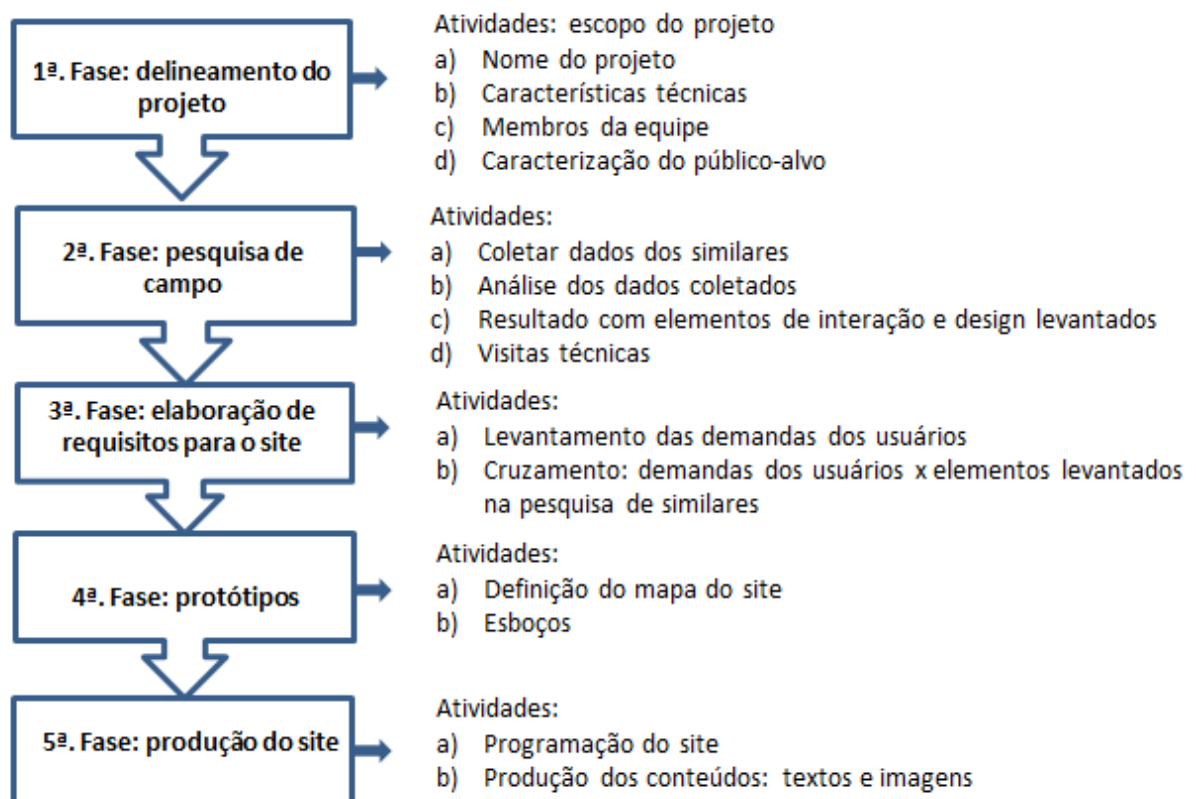 1ª. Fase: delineamento do
projeto
Atividades: escopo do projeto
a) Nome do projeto
b) Características técnicas
c) Membros da equipe
d) Caracterização do público-alvo
2ª. Fase: pesquisa de
campo
Atividades:
a) Coletar dados dos similares
b) Análise dos dados coletados
c) Resultado com elementos de interação e design levantados
d) Visitas técnicas
3ª. Fase: elaboração de
requisitos para o site
Atividades:
a) Levantamento das demandas dos usuários
b) Cruzamento: demandas dos usuários x elementos levantados
na pesquisa de similares
4ª. Fase: protótipos
Atividades:
a) Definição do mapa do site
b) Esboços
5ª. Fase: produção do site
Atividades:
a) Programação do site
b) Produção dos conteúdos: textos e imagens